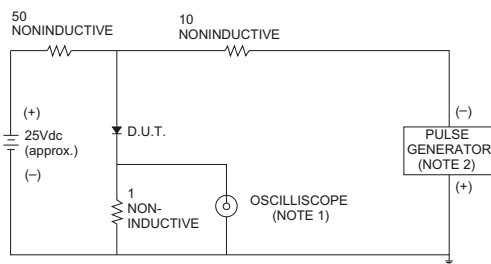 50
NONINDUCTIVE
10
NONINDUCTIVE
(+)
25Vdc
(approx.)
(–)
D.U.T.
1
NON-
INDUCTIVE
OSCILLISCOPE
(NOTE 1)
(–)
PULSE
GENERATOR
(NOTE 2)
(+)